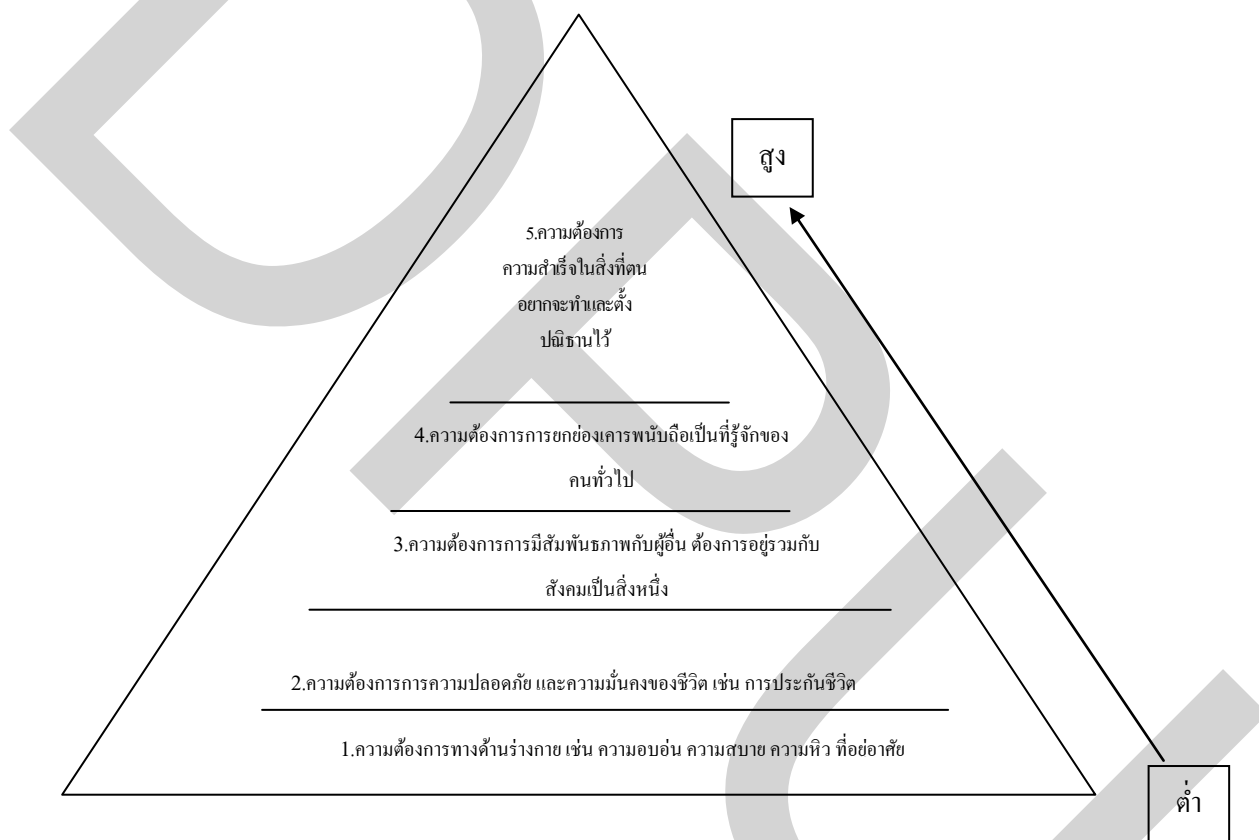 สูง
5.ความต้องการ
ความสำเร็จในสิ่งที่ตน
อยากจะทำและตั้ง
ปณิธานไว้
4.ความต้องการการยกย่องเคารพนับถือเป็นที่รู้จักของ
คนทั่วไป
3.ความต้องการการมีสัมพันธภาพกับผู้อื่น ต้องการอยู่รวมกับ
สังคมเป็นสิ่งหนึ่ง
2.ความต้องการการความปลอดภัย และความมั่นคงของชีวิต เช่น การประกันชีวิต
1.ความต้องการทางด้านร่างกาย เช่น ความอบอุ่น ความสบาย ความหิว ที่อยู่อาศัย
ต่ำ